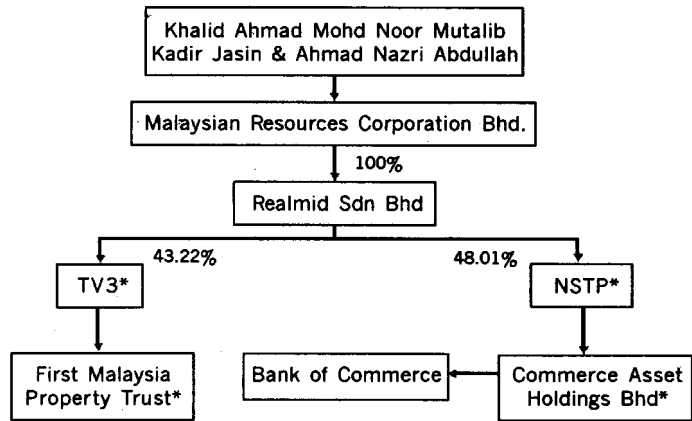 Khalid Ahmad Mohd Noor Mutalib
Kadir Jasin & Ahmad Nazri Abdullah
Malaysian Resources Corporation Bhd.
100%
Realmid Sdn Bhd
43.22%
48.01%
TV3*
NSTP*
First Malaysia
Property Trust*
Bank of Commerce
Commerce Asset
Holdings Bhd*